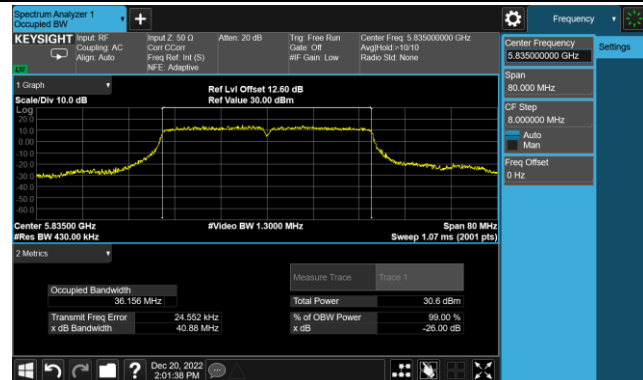 Spectrum Analyzer 1
Occupied BW
+
Frequency
KEYSIGHT
Input: RF
Coupling: AC
Align: Auto
Input Z: 50 Ω
Corr CCorr
Freq Ref: Int (S)
NFE: Adaptive
Atten: 20 dB
Trig: Free Run
Gate: Off
#IF Gain: Low
Center Freq: 5.835000000 GHz
Avg|Hold:>10/10
Radio Std: None
Center Frequency
5.835000000 GHz
Settings
Span
80.000 MHz
CF Step
8.000000 MHz
Auto
Man
Freq Offset
0 Hz
1 Graph
Scale/Div 10.0 dB
Ref Lvl Offset 12.60 dB
Ref Value 30.00 dBm
Log
20.0
10.0
0.00
-10.0
-20.0
-30.0
-40.0
-50.0
-60.0
Center 5.83500 GHz
#Video BW 1.3000 MHz
Span 80 MHz
#Res BW 430.00 kHz
Sweep 1.07 ms (2001 pts)
2 Metrics
Measure Trace
Trace 1
Occupied Bandwidth
36.156 MHz
Total Power
30.6 dBm
Transmit Freq Error
24.552 kHz
% of OBW Power
99.00 %
x dB Bandwidth
40.88 MHz
x dB
-26.00 dB
?
Dec 20, 2022
2:01:38 PM